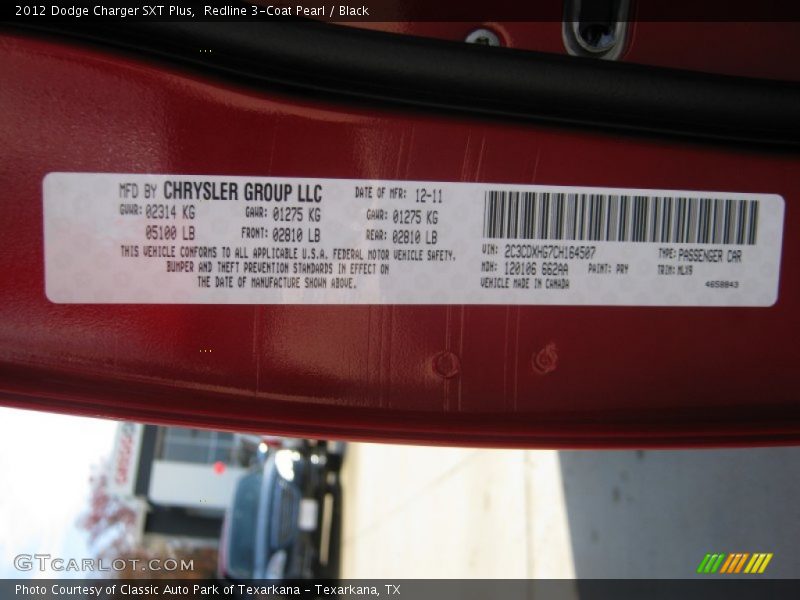 2012 Dodge Charger SXT Plus, Redline 3-Coat Pearl / Black
MFD BY CHRYSLER GROUP LLC
DATE OF MFR: 12-11
GVWR: 02314 KG
GAWR: 01275 KG
GAWR: 01275 KG
05100 LB
FRONT: 02810 LB
REAR: 02810 LB
THIS VEHICLE CONFORMS TO ALL APPLICABLE U.S.A. FEDERAL MOTOR VEHICLE SAFETY.
BUMPER AND THEFT PREVENTION STANDARDS IN EFFECT ON
THE DATE OF MANUFACTURE SHOWN ABOVE.
VIN: 2C3CDXHG7CH164507
TYPE: PASSENGER CAR
MDH: 120106 662AA
PAINT: PRY
TRIM: MLX9
VEHICLE MADE IN CANADA
4658843
GTCARLOT.COM
Photo Courtesy of Classic Auto Park of Texarkana - Texarkana, TX